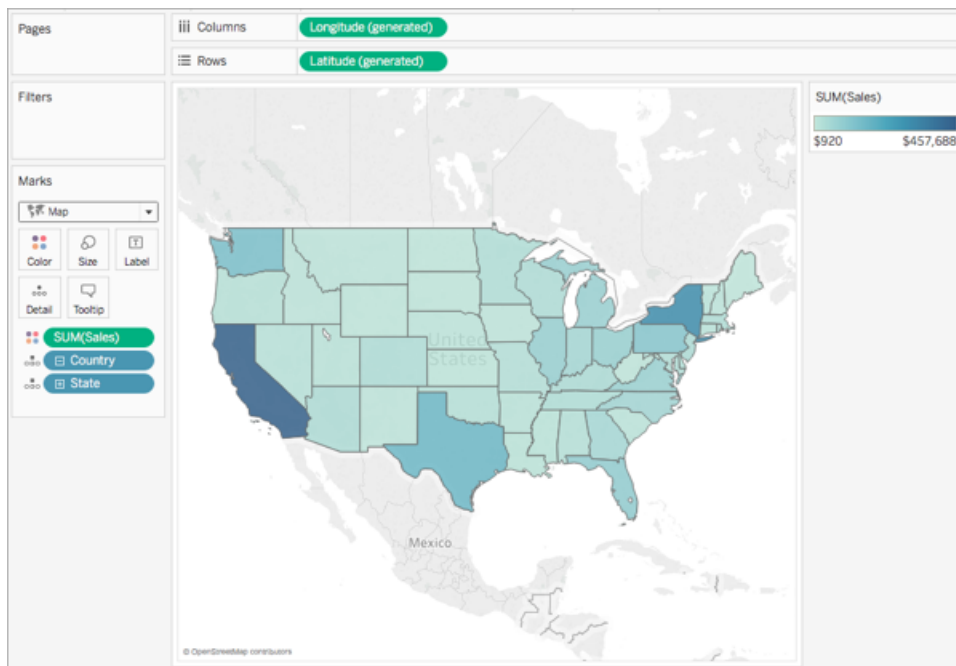 Pages
Columns
Longitude (generated)
Rows
Latitude (generated)
Filters
SUM(Sales)
$920
$457,688
Marks
Map
Color
Size
T
Label
Detail
Tooltip
SUM(Sales)
Country
State
United
States
Mexico
© OpenStreetMap contributors